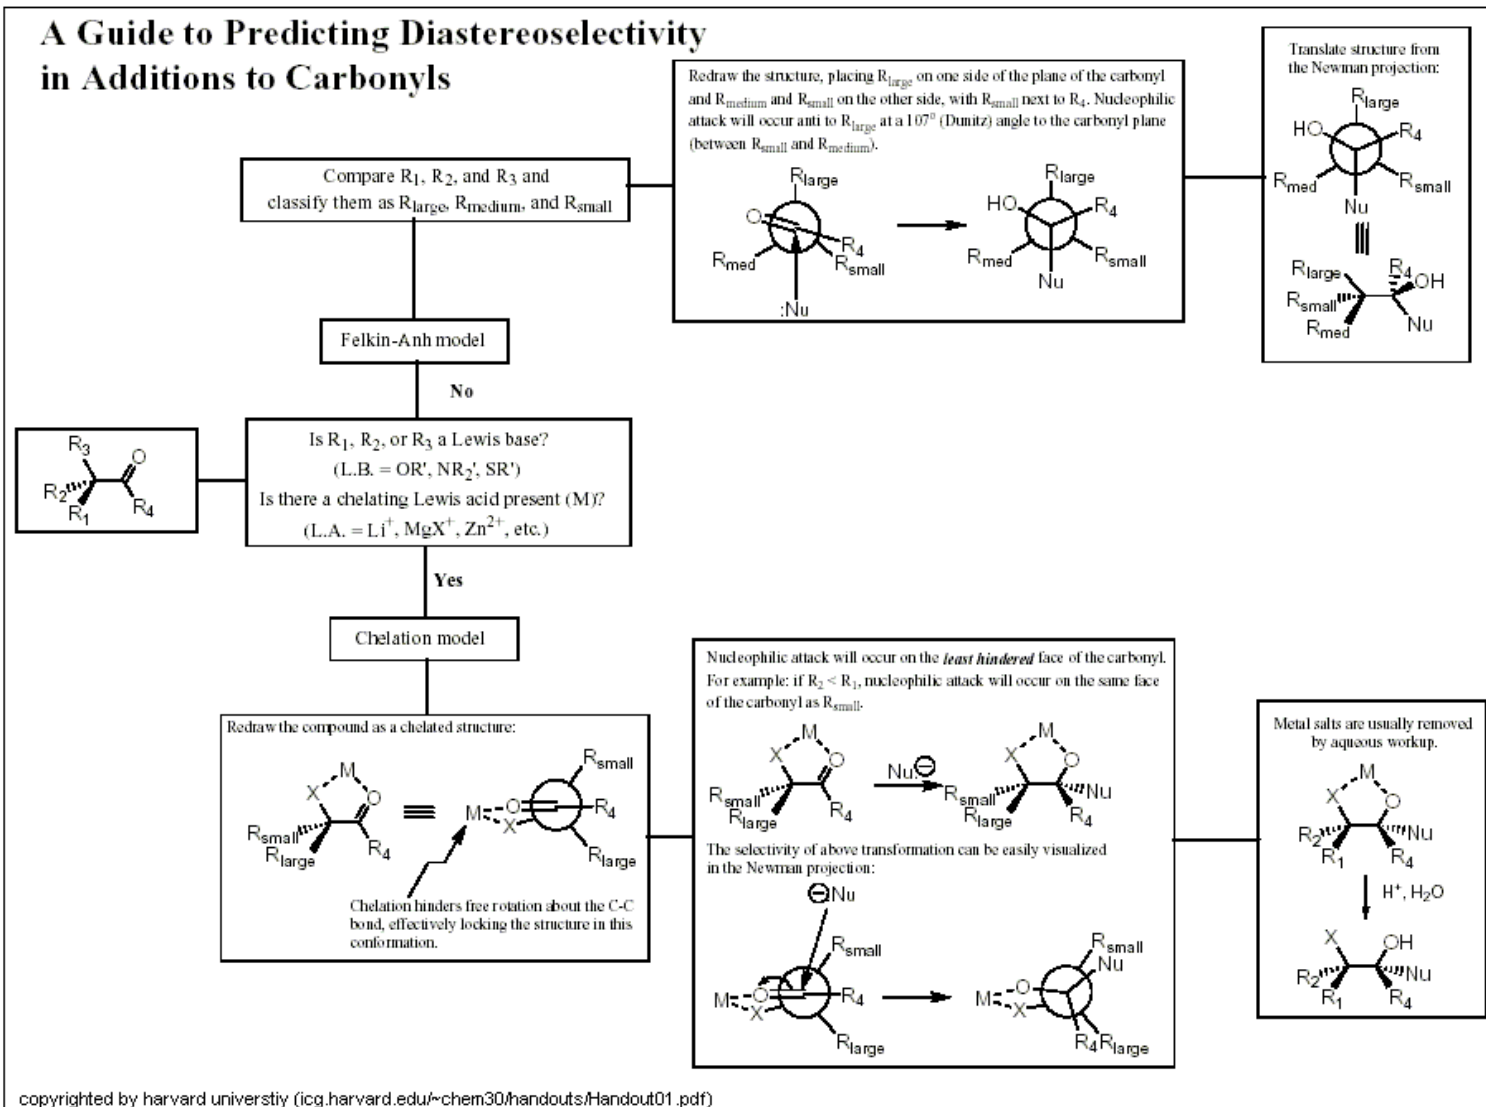 A Guide to Predicting Diastereoselectivity
in Additions to Carbonyls
Compare R1, R2, and R3 and
classify them as Rlarge, Rmedium, and Rsmall
Redraw the structure, placing Rlarge on one side of the plane of the carbonyl
and Rmedium and Rsmall on the other side, with Rsmall next to R4. Nucleophilic
attack will occur anti to Rlarge at a 107° (Dunitz) angle to the carbonyl plane
(between Rsmall and Rmedium).
Rlarge
O
R4
Rmed
Rsmall
:Nu
Rlarge
HO
R4
Rmed
Rsmall
Nu
Translate structure from
the Newman projection:
Rlarge
HO
R4
Rmed
Rsmall
Nu
Rlarge
R4
OH
Rsmall
Rmed
Nu
Felkin-Anh model
No
R3
O
R2
R1
R4
Is R1, R2, or R3 a Lewis base?
(L.B. = OR', NR2', SR')
Is there a chelating Lewis acid present (M)?
(L.A. = Li+, MgX+, Zn2+, etc.)
Yes
Chelation model
Redraw the compound as a chelated structure:
M
X
O
Rsmall
Rlarge
R4
Rsmall
M
O
R4
X
Rlarge
Chelation hinders free rotation about the C-C
bond, effectively locking the structure in this
conformation.
Nucleophilic attack will occur on the least hindered face of the carbonyl.
For example: if R2 < R1, nucleophilic attack will occur on the same face
of the carbonyl as Rsmall.
M
X
O
Rsmall
Rlarge
R4
Nu:⊖
M
X
O
Rsmall
Nu
Rlarge
R4
The selectivity of above transformation can be easily visualized
in the Newman projection:
⊖Nu
Rsmall
M
O
R4
X
Rlarge
Rsmall
Nu
M
O
X
R4
Rlarge
Metal salts are usually removed
by aqueous workup.
M
X
O
R2
Nu
R1
R4
H+, H2O
X
OH
R2
Nu
R1
R4
copyrighted by harvard universtiy (icg.harvard.edu/~chem30/handouts/Handout01.pdf)